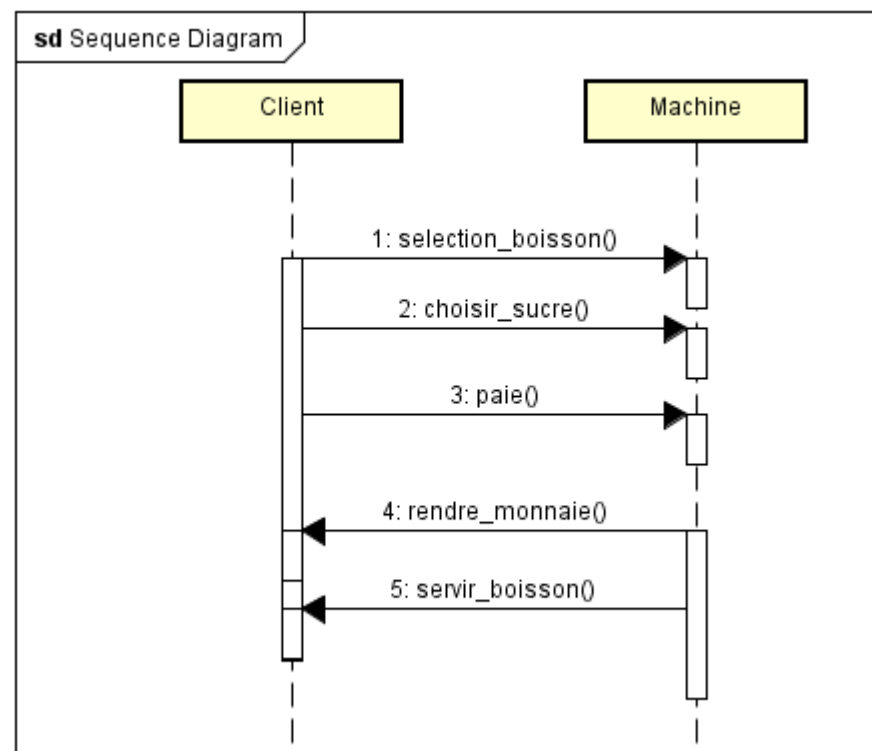 sd Sequence Diagram
Client
Machine
1: selection_boisson()
2: choisir_sucre()
3: paie()
4: rendre_monnaie()
5: servir_boisson()